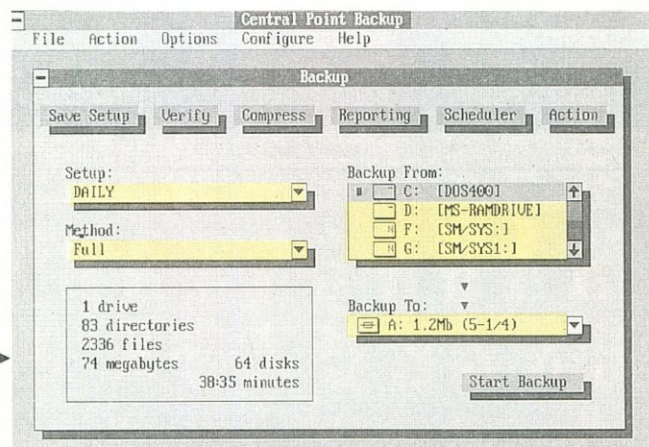 Central Point Backup
File Action Options Configure Help
Backup
Save Setup Verify Compress Reporting Scheduler Action
Setup:
DAILY
Method:
Full
Backup From:
C: [DOS400]
D: [MS-RAMDRIVE]
N F: [SM/SYS:]
N G: [SM/SYS1:]
1 drive
83 directories
2336 files
74 megabytes 64 disks
38:35 minutes
Backup To:
A: 1.2Mb (5-1/4)
Start Backup